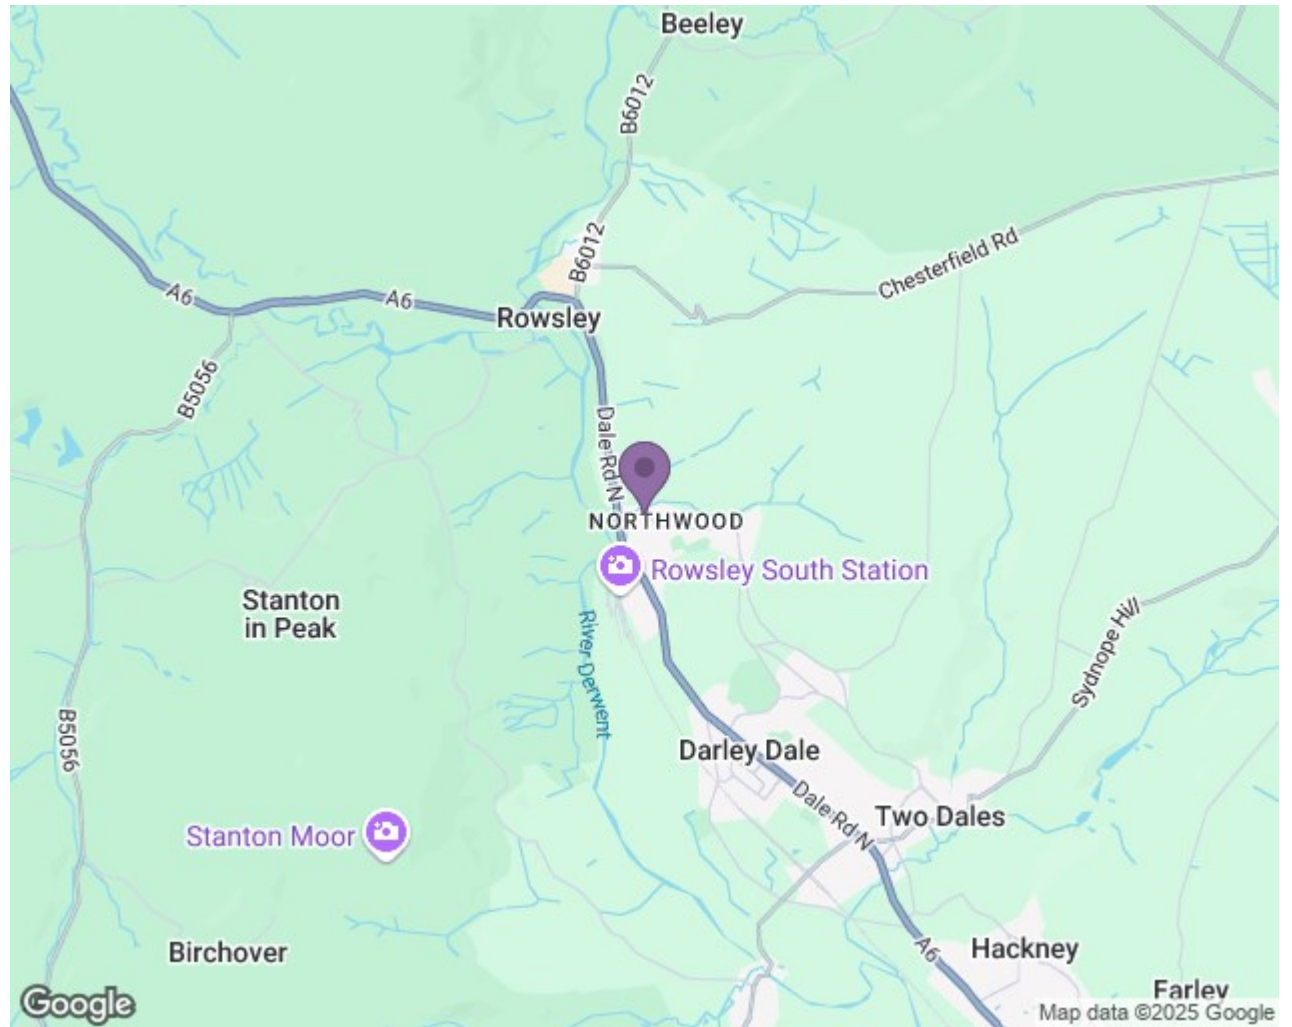 Beeley
B6012
Chesterfield Rd
B6012
A6
A6
Rowsley
B5056
Dale Rd N
NORTHWOOD
Rowsley South Station
Stanton
in Peak
River Derwent
Sydnope Hill
B5056
Darley Dale
Dale Rd N
Two Dales
Stanton Moor
Birchover
A6
Hackney
Farley
Google
Map data ©2025 Google